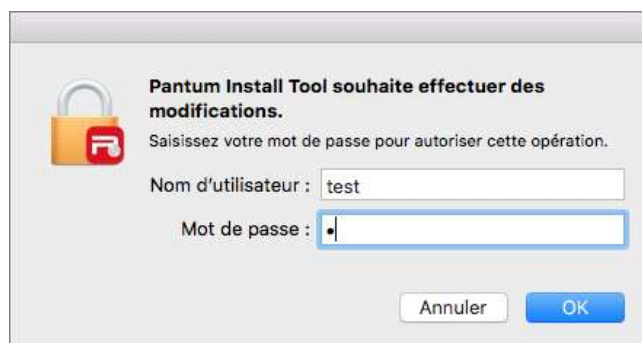 Pantum Install Tool souhaite effectuer des
modifications.
Saisissez votre mot de passe pour autoriser cette opération.
Nom d'utilisateur : test
Mot de passe : •
Annuler OK